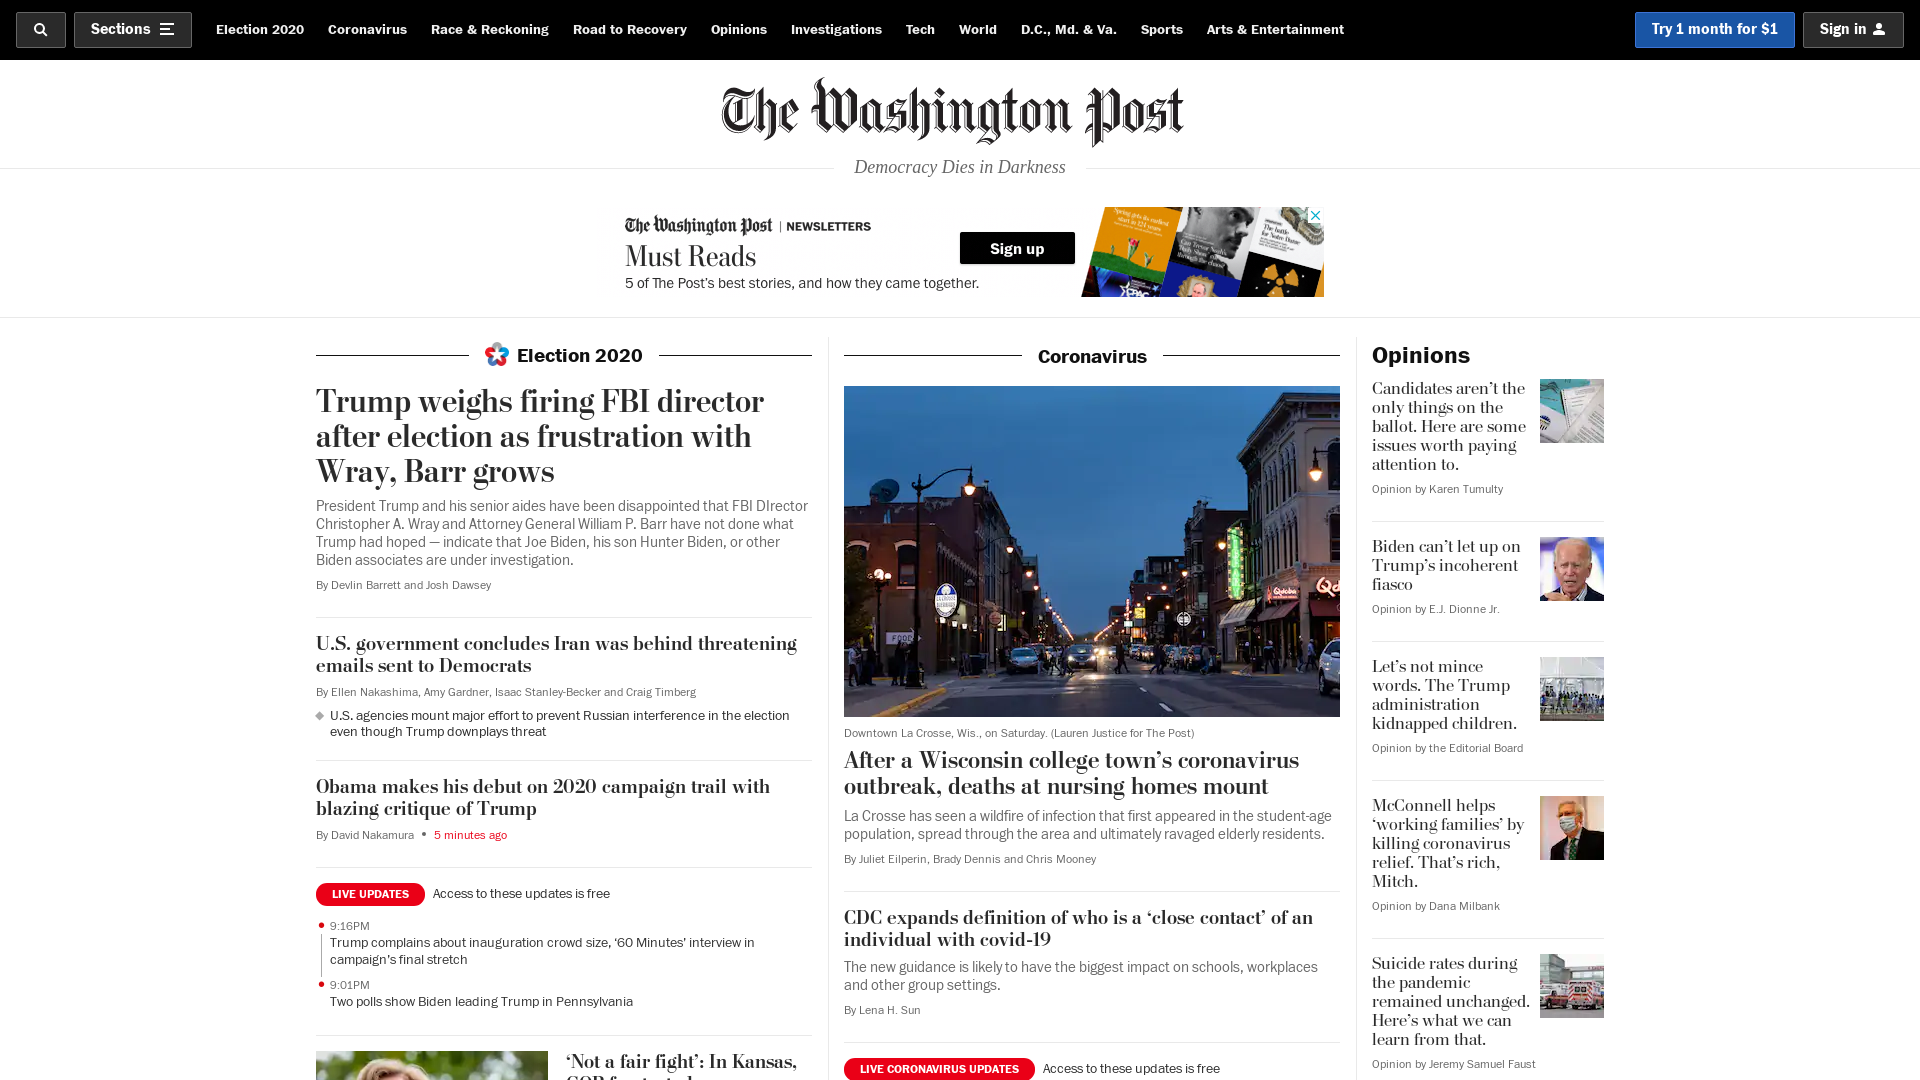 Sections
Election 2020
Coronavirus
Race & Reckoning
Road to Recovery
Opinions
Investigations
Tech
World
D.C., Md. & Va.
Sports
Arts & Entertainment
Try 1 month for $1
Sign in
The Washington Post
Democracy Dies in Darkness
The Washington Post | NEWSLETTERS
Must Reads
5 of The Post's best stories, and how they came together.
Sign up
Election 2020
Trump weighs firing FBI director
after election as frustration with
Wray, Barr grows
President Trump and his senior aides have been disappointed that FBI DIrector
Christopher A. Wray and Attorney General William P. Barr have not done what
Trump had hoped — indicate that Joe Biden, his son Hunter Biden, or other
Biden associates are under investigation.
By Devlin Barrett and Josh Dawsey
U.S. government concludes Iran was behind threatening
emails sent to Democrats
By Ellen Nakashima, Amy Gardner, Isaac Stanley-Becker and Craig Timberg
U.S. agencies mount major effort to prevent Russian interference in the election
even though Trump downplays threat
Obama makes his debut on 2020 campaign trail with
blazing critique of Trump
By David Nakamura • 5 minutes ago
LIVE UPDATES Access to these updates is free
9:16PM
Trump complains about inauguration crowd size, ‘60 Minutes’ interview in
campaign’s final stretch
9:01PM
Two polls show Biden leading Trump in Pennsylvania
‘Not a fair fight’: In Kansas,
Coronavirus
Downtown La Crosse, Wis., on Saturday. (Lauren Justice for The Post)
After a Wisconsin college town’s coronavirus
outbreak, deaths at nursing homes mount
La Crosse has seen a wildfire of infection that first appeared in the student-age
population, spread through the area and ultimately ravaged elderly residents.
By Juliet Eilperin, Brady Dennis and Chris Mooney
CDC expands definition of who is a ‘close contact’ of an
individual with covid-19
The new guidance is likely to have the biggest impact on schools, workplaces
and other group settings.
By Lena H. Sun
LIVE CORONAVIRUS UPDATES Access to these updates is free
Opinions
Candidates aren’t the
only things on the
ballot. Here are some
issues worth paying
attention to.
Opinion by Karen Tumulty
Biden can’t let up on
Trump’s incoherent
fiasco
Opinion by E.J. Dionne Jr.
Let’s not mince
words. The Trump
administration
kidnapped children.
Opinion by the Editorial Board
McConnell helps
‘working families’ by
killing coronavirus
relief. That’s rich,
Mitch.
Opinion by Dana Milbank
Suicide rates during
the pandemic
remained unchanged.
Here’s what we can
learn from that.
Opinion by Jeremy Samuel Faust